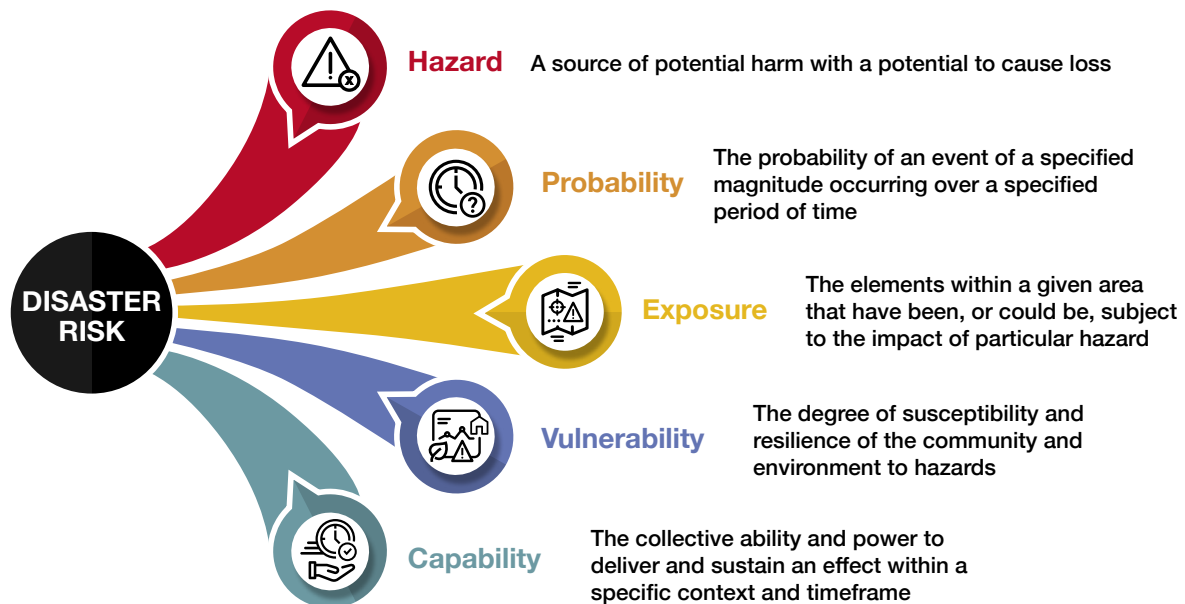 Hazard
A source of potential harm with a potential to cause loss
Probability
The probability of an event of a specified
magnitude occurring over a specified
period of time
DISASTER
RISK
Exposure
The elements within a given area
that have been, or could be, subject
to the impact of particular hazard
Vulnerability
The degree of susceptibility and
resilience of the community and
environment to hazards
Capability
The collective ability and power to
deliver and sustain an effect within a
specific context and timeframe